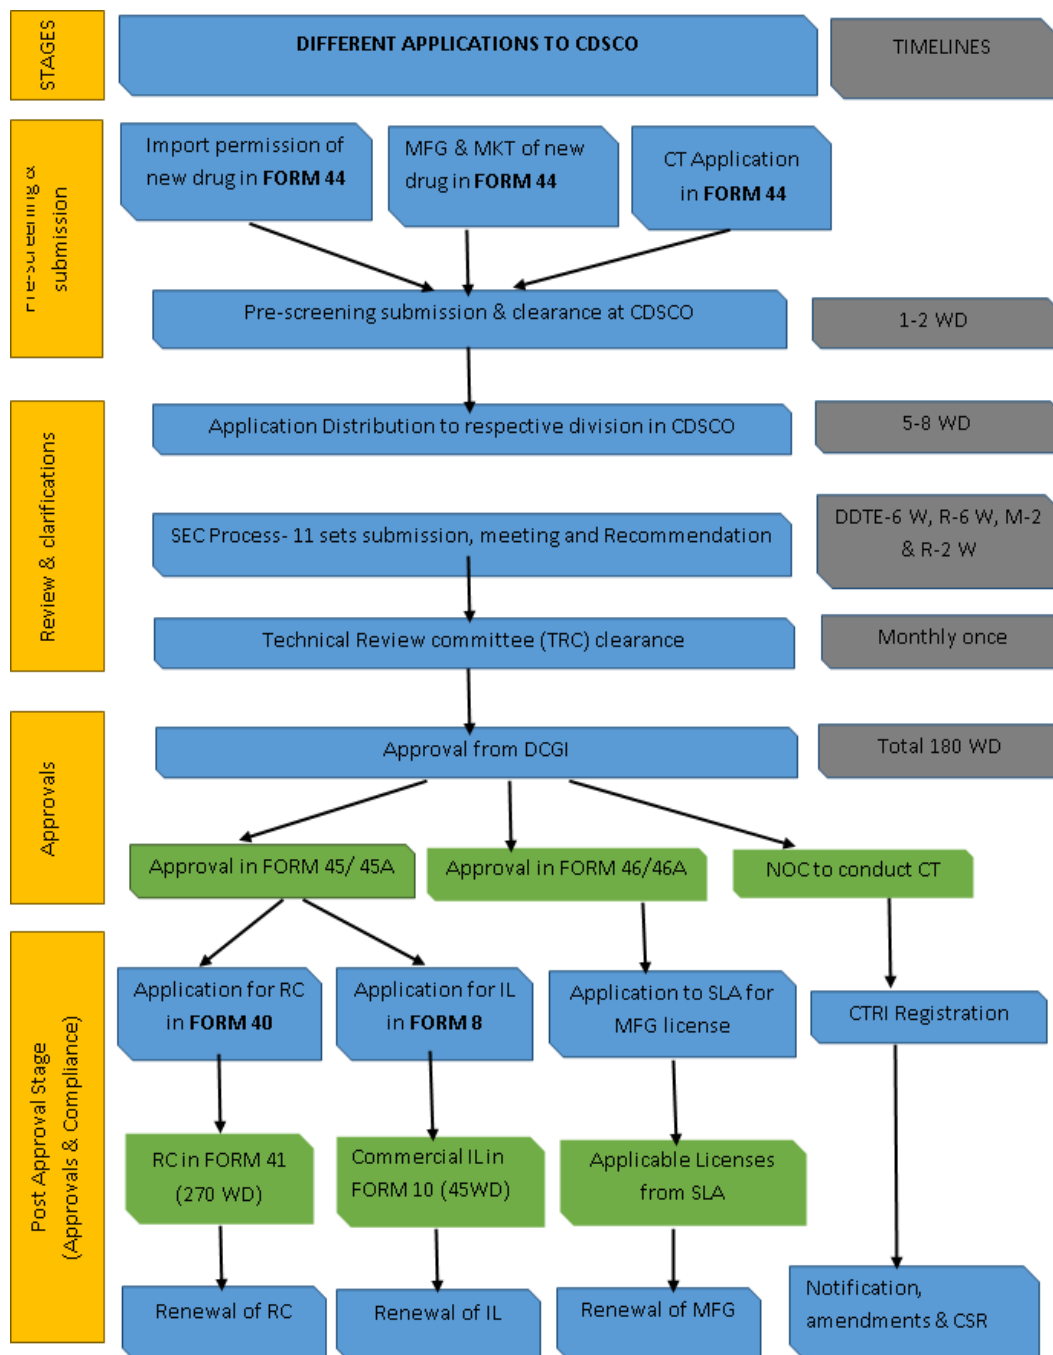 STAGES
DIFFERENT APPLICATIONS TO CDSCO
TIMELINES
Pre-screening &
submission
Import permission of
new drug in FORM 44
MFG & MKT of new
drug in FORM 44
CT Application
in FORM 44
Pre-screening submission & clearance at CDSCO
1-2 WD
Review & clarifications
Application Distribution to respective division in CDSCO
5-8 WD
SEC Process- 11 sets submission, meeting and Recommendation
DDTE-6 W, R-6 W, M-2
& R-2 W
Technical Review committee (TRC) clearance
Monthly once
Approvals
Approval from DCGI
Total 180 WD
Approval in FORM 45/ 45A
Approval in FORM 46/46A
NOC to conduct CT
Post Approval Stage
(Approvals & Compliance)
Application for RC
in FORM 40
Application for IL
in FORM 8
Application to SLA for
MFG license
CTRI Registration
RC in FORM 41
(270 WD)
Commercial IL in
FORM 10 (45WD)
Applicable Licenses
from SLA
Renewal of RC
Renewal of IL
Renewal of MFG
Notification,
amendments & CSR